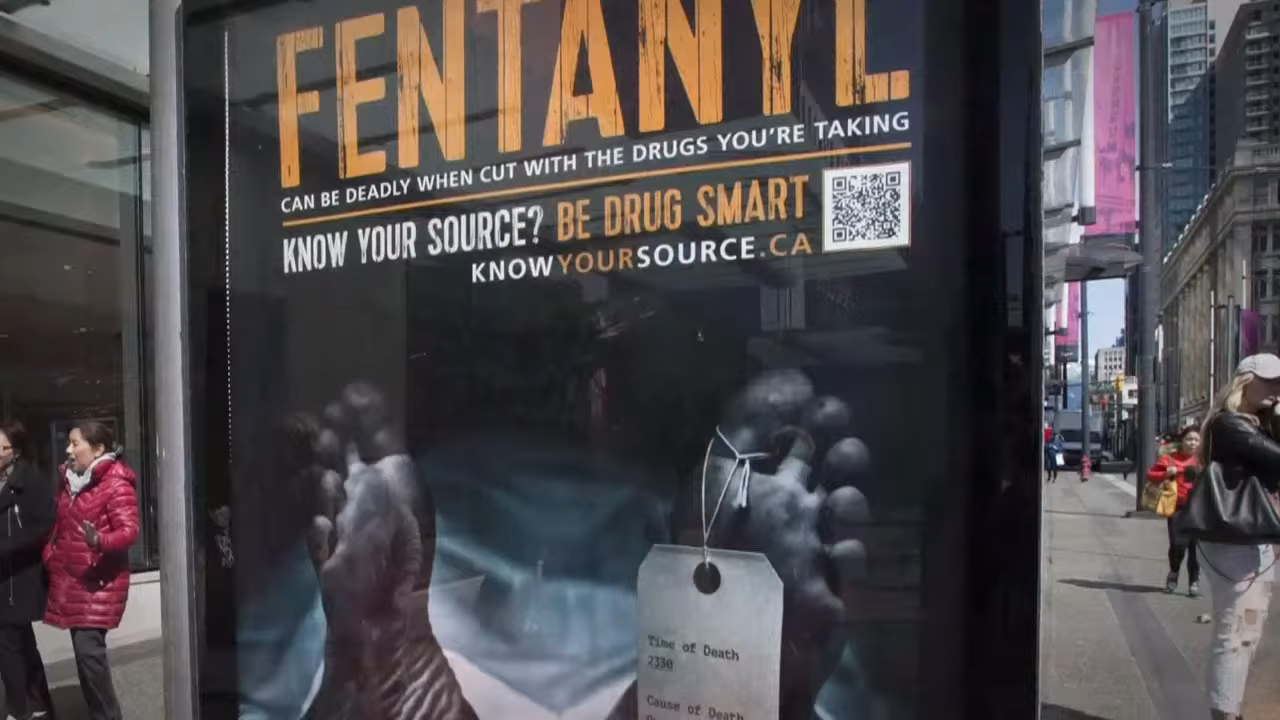 FENTANYL
CAN BE DEADLY WHEN CUT WITH THE DRUGS YOU'RE TAKING
KNOW YOUR SOURCE? BE DRUG SMART
KNOWYOURSOURCE.CA
Time of Death
2330
Cause of Death